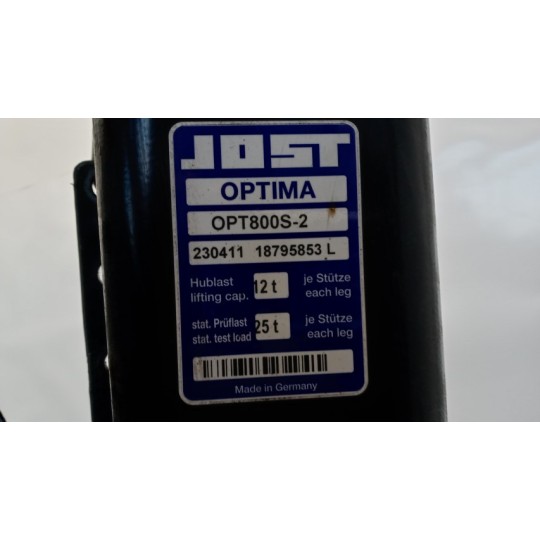 JOST
OPTIMA
OPT800S-2
230411 18795853 L
Hublast 12 t je Stütze
lifting cap. each leg
stat. Prüflast 25 t je Stütze
stat. test load each leg
Made in Germany